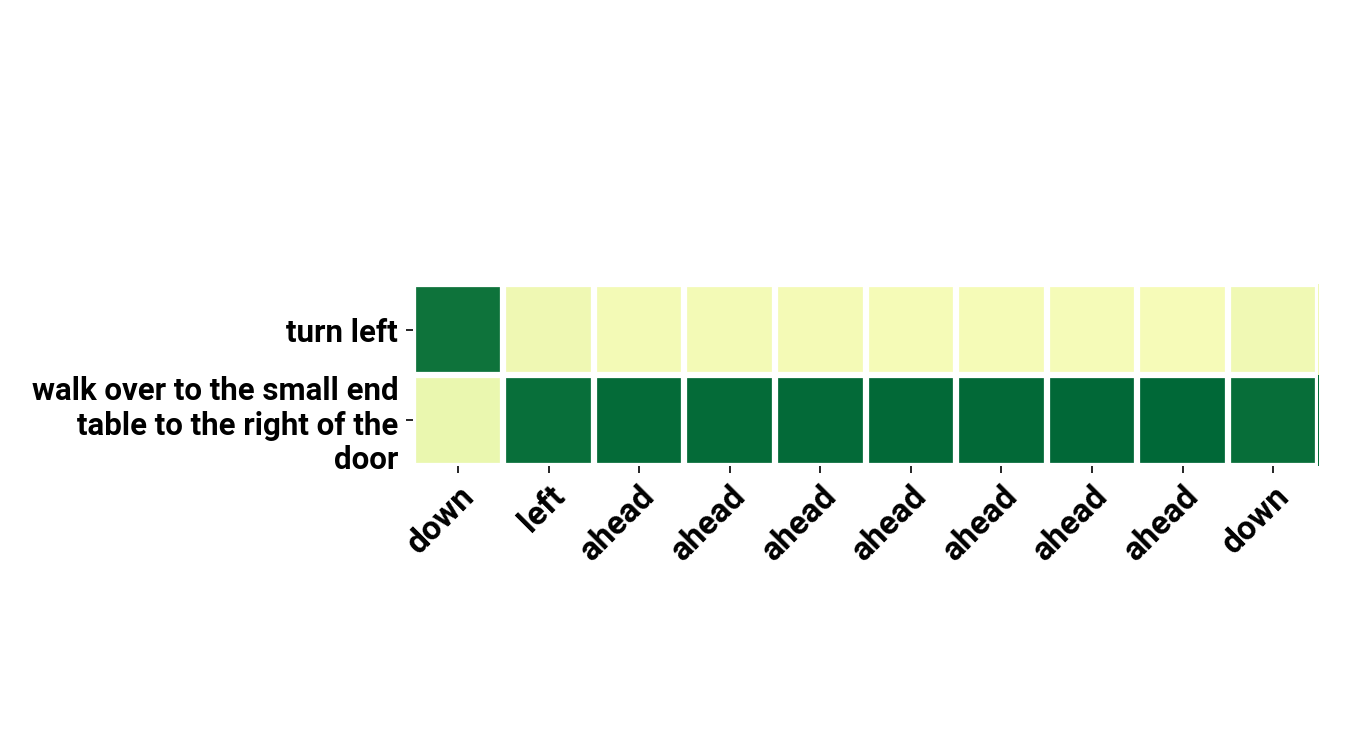 turn left
walk over to the small end
table to the right of the
door
down
left
ahead
ahead
ahead
ahead
ahead
ahead
ahead
down